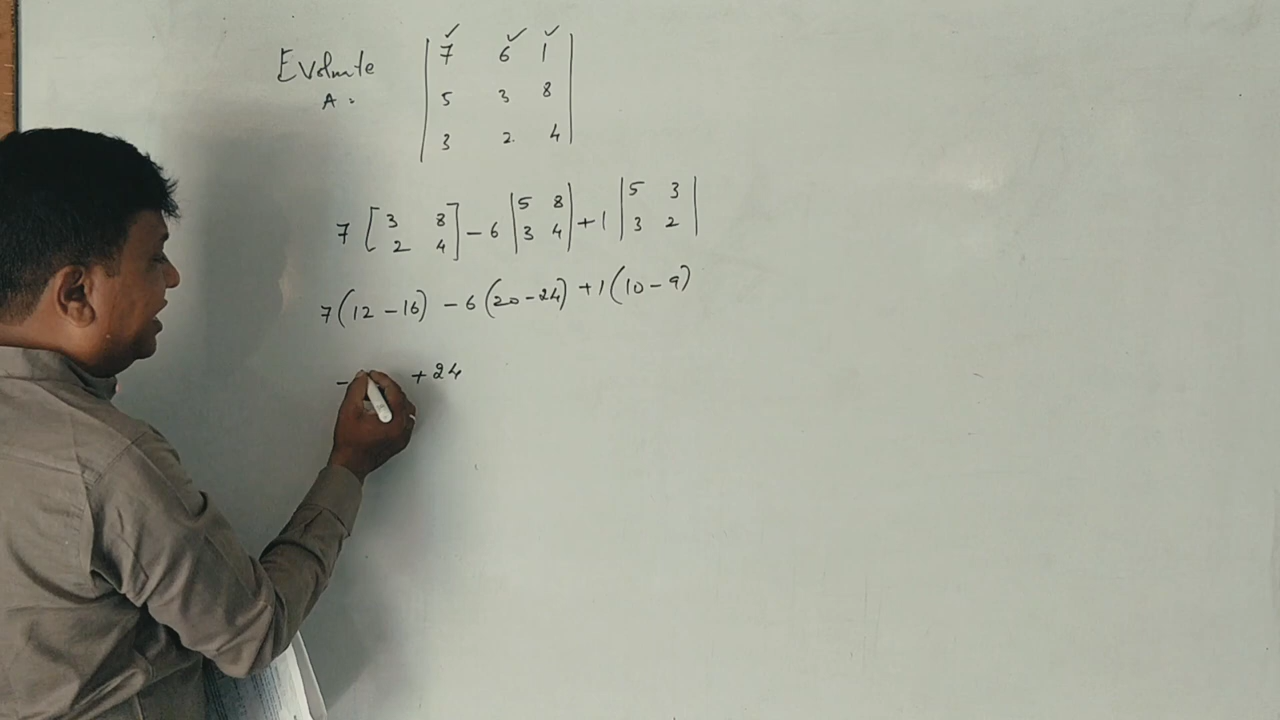 Evaluate | 7 6 1 |
A = | 5 3 8 |
| 3 2 4 |
7 [ 3 8 ] - 6 | 5 8 | + 1 | 5 3 |
[ 2 4 ] | 3 4 | | 3 2 |
7 (12 - 16) - 6 (20 - 24) + 1 (10 - 9)
- + 24